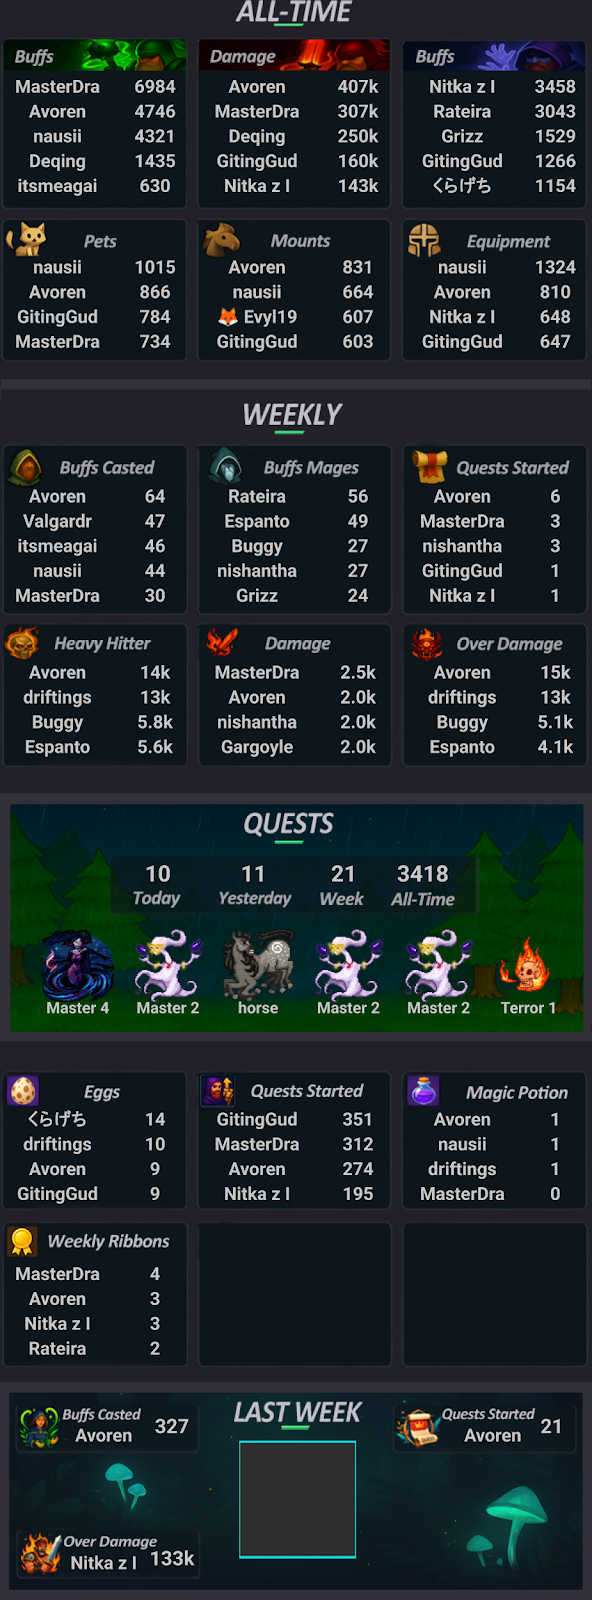 ALL-TIME
Buffs
MasterDra 6984
Avoren 4746
nausii 4321
Deqing 1435
itsmeagai 630
Damage
Avoren 407k
MasterDra 307k
Deqing 250k
GitingGud 160k
Nitka z I 143k
Buffs
Nitka z I 3458
Rateira 3043
Grizz 1529
GitingGud 1266
くらげち 1154
Pets
nausii 1015
Avoren 866
GitingGud 784
MasterDra 734
Mounts
Avoren 831
nausii 664
🦊 Evyl19 607
GitingGud 603
Equipment
nausii 1324
Avoren 810
Nitka z I 648
GitingGud 647
WEEKLY
Buffs Casted
Avoren 64
Valgardr 47
itsmeagai 46
nausii 44
MasterDra 30
Buffs Mages
Rateira 56
Espanto 49
Buggy 27
nishantha 27
Grizz 24
Quests Started
Avoren 6
MasterDra 3
nishantha 3
GitingGud 1
Nitka z I 1
Heavy Hitter
Avoren 14k
driftings 13k
Buggy 5.8k
Espanto 5.6k
Damage
MasterDra 2.5k
Avoren 2.0k
nishantha 2.0k
Gargoyle 2.0k
Over Damage
Avoren 15k
driftings 13k
Buggy 5.1k
Espanto 4.1k
QUESTS
10 11 21 3418
Today Yesterday Week All-Time
Master 4 Master 2 horse Master 2 Master 2 Terror 1
Eggs
くらげち 14
driftings 10
Avoren 9
GitingGud 9
Quests Started
GitingGud 351
MasterDra 312
Avoren 274
Nitka z I 195
Magic Potion
Avoren 1
nausii 1
driftings 1
MasterDra 0
Weekly Ribbons
MasterDra 4
Avoren 3
Nitka z I 3
Rateira 2
LAST WEEK
Buffs Casted
Avoren 327
Quests Started
Avoren 21
Over Damage
Nitka z I 133k